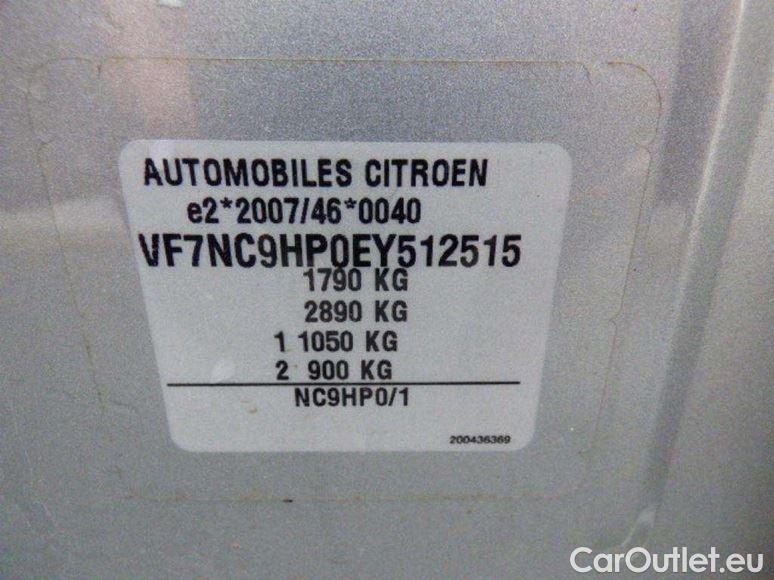 AUTOMOBILES CITROEN
e2*2007/46*0040
VF7NC9HP0EY512515
1790 KG
2890 KG
1 1050 KG
2 900 KG
NC9HP0/1
200436369
CarOutlet.eu